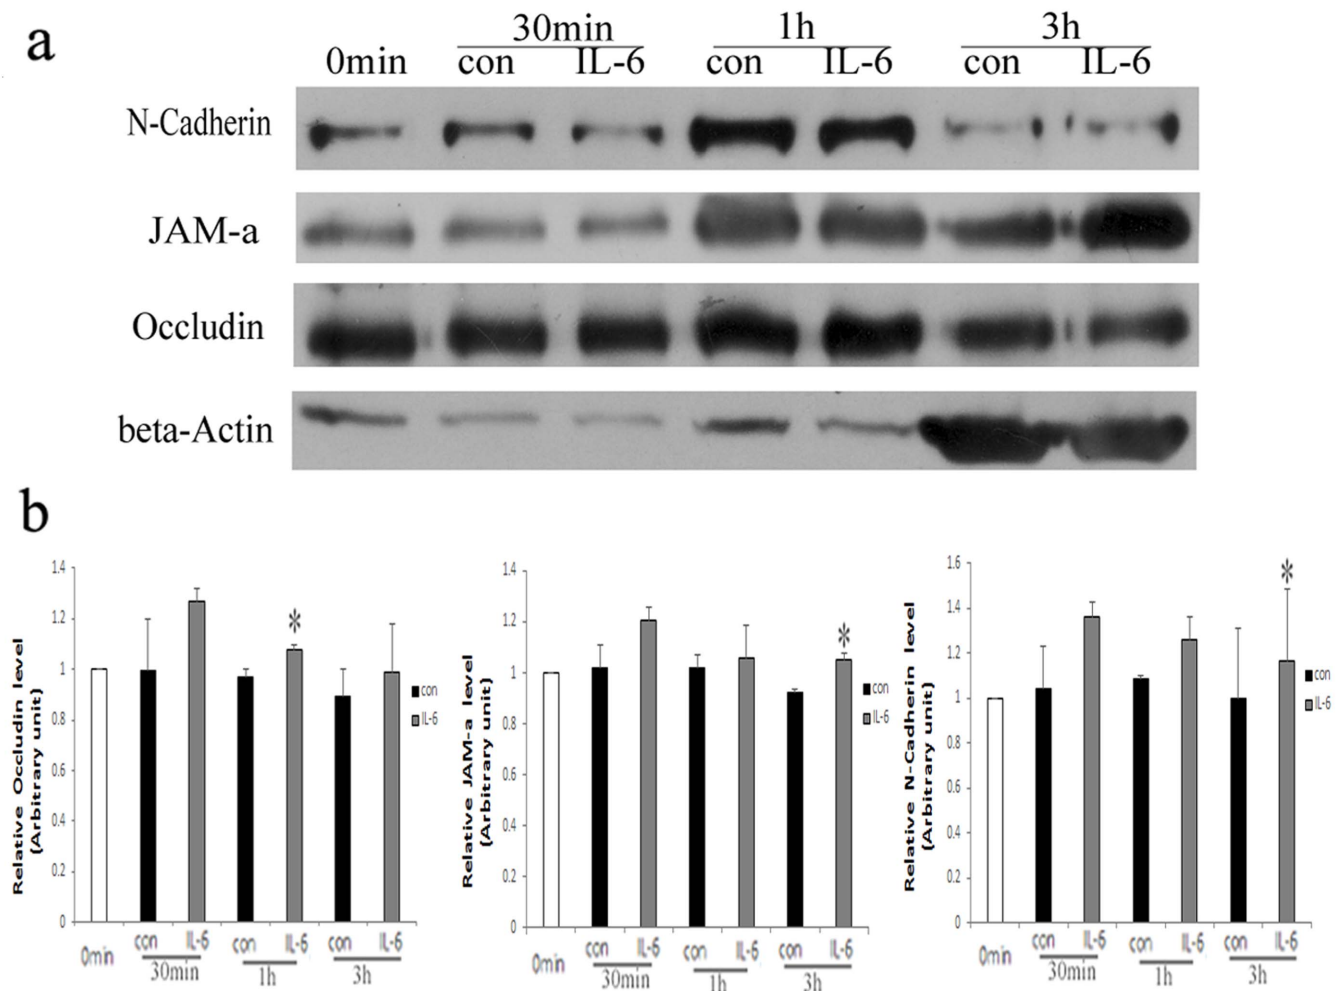 a
30min 1h 3h
0min con IL-6 con IL-6 con IL-6
N-Cadherin
JAM-a
Occludin
beta-Actin
b
Relative Occludin level
(Arbitrary unit)
1.4
1.2
1
0.8
0.6
0.4
0.2
0
*
con
IL-6
0min con IL-6 con IL-6 con IL-6
30min 1h 3h
Relative JAM-a level
(Arbitrary unit)
1.4
1.2
1
0.8
0.6
0.4
0.2
0
*
con
IL-6
0min con IL-6 con IL-6 con IL-6
30min 1h 3h
Relative N-Cadherin level
(Arbitrary unit)
1.6
1.4
1.2
1
0.8
0.6
0.4
0.2
0
*
con
IL-6
0min con IL-6 con IL-6 con IL-6
30min 1h 3h